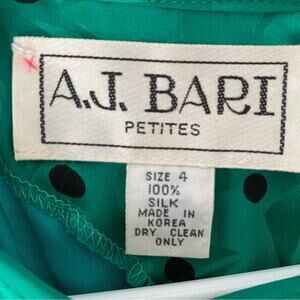 A.J. BARI
PETITES
SIZE 4
100%
SILK
MADE IN
KOREA
DRY CLEAN
ONLY